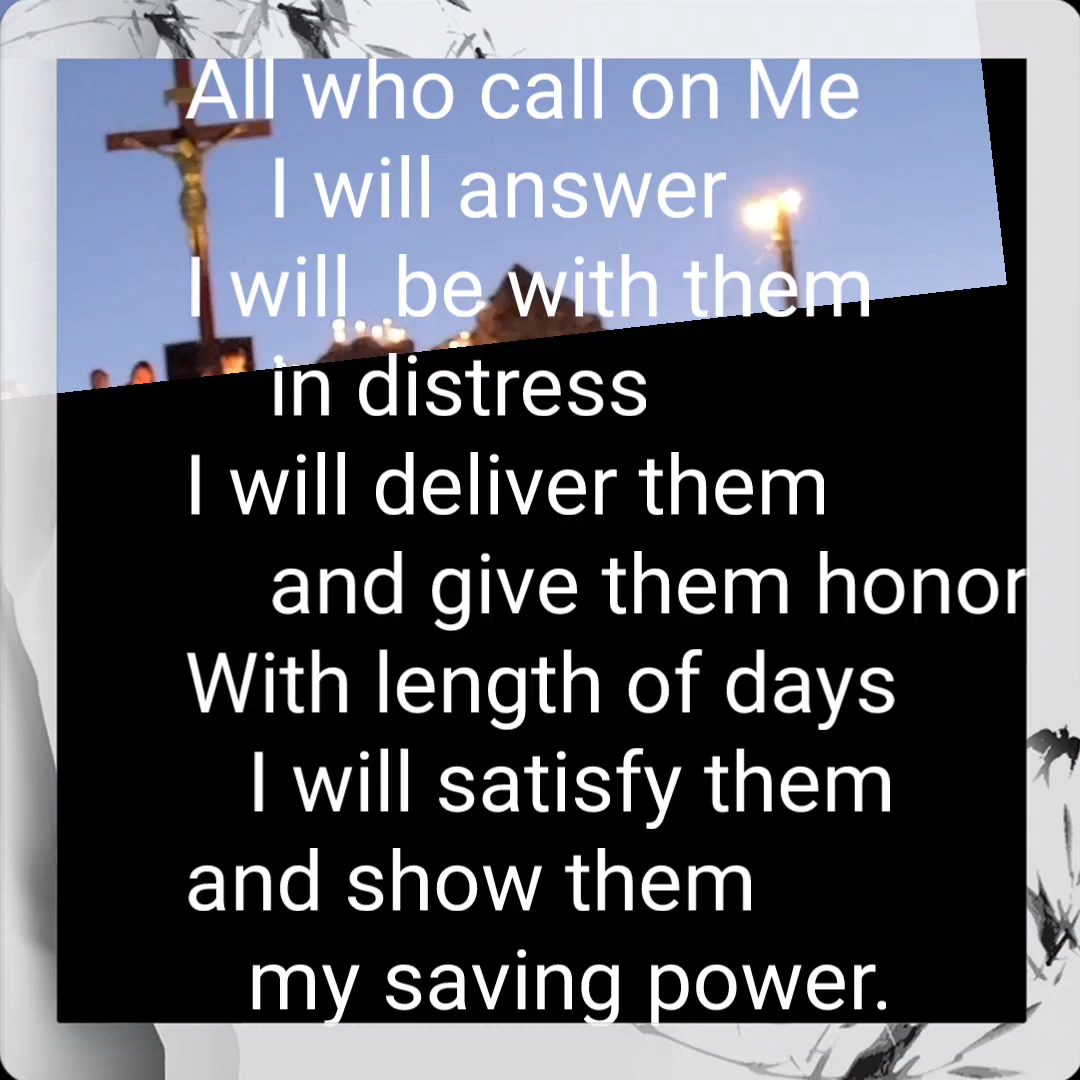 All who call on Me
I will answer
I will  be with them
in distress
I will deliver them
and give them honor
With length of days
I will satisfy them
and show them
my saving power.